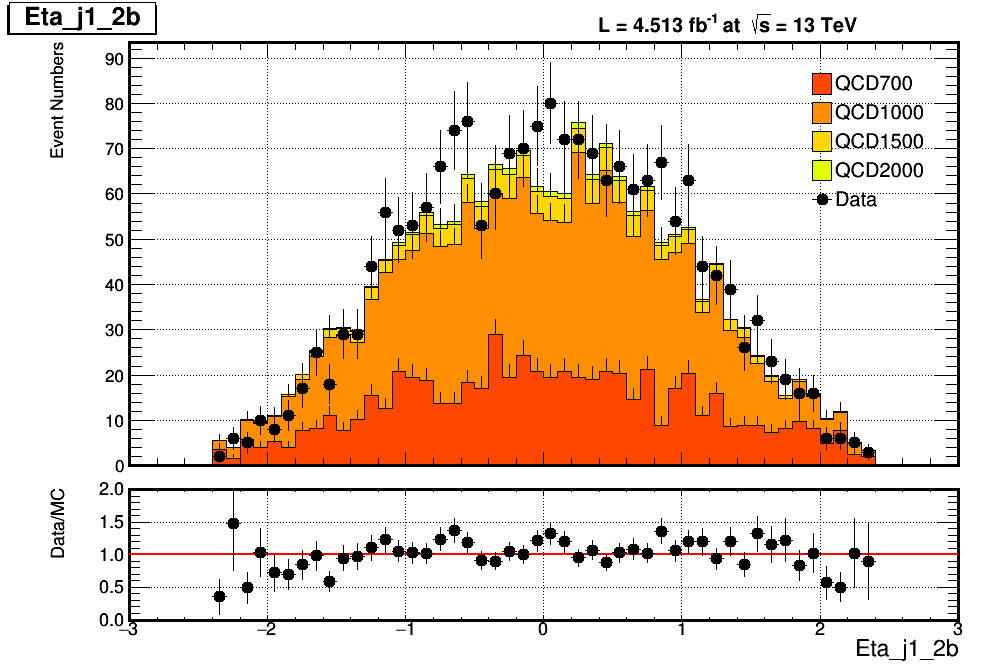 Eta_j1_2b
L = 4.513 fb-1 at √s = 13 TeV
Event Numbers
90
80
70
60
50
40
30
20
10
0
QCD700
QCD1000
QCD1500
QCD2000
Data
Data/MC
2.0
1.5
1.0
0.5
0.0
−3 −2 −1 0 1 2 3
Eta_j1_2b